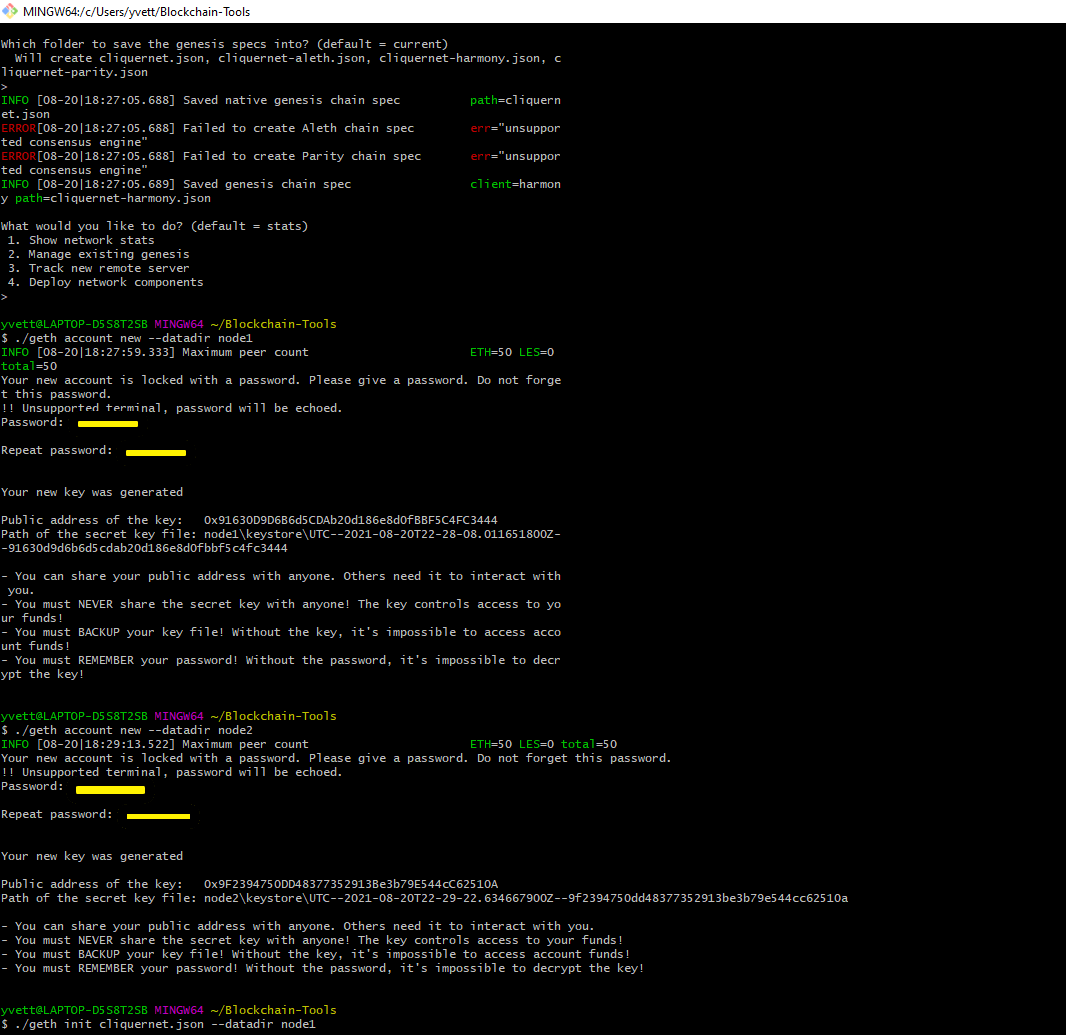 MINGW64:/c/Users/yvett/Blockchain-Tools
Which folder to save the genesis specs into? (default = current)
  Will create cliquernet.json, cliquernet-aleth.json, cliquernet-harmony.json, c
liquernet-parity.json
>
INFO [08-20|18:27:05.688] Saved native genesis chain spec          path=cliquern
et.json
ERROR[08-20|18:27:05.688] Failed to create Aleth chain spec        err="unsuppor
ted consensus engine"
ERROR[08-20|18:27:05.688] Failed to create Parity chain spec       err="unsuppor
ted consensus engine"
INFO [08-20|18:27:05.689] Saved genesis chain spec                 client=harmon
y path=cliquernet-harmony.json
What would you like to do? (default = stats)
 1. Show network stats
 2. Manage existing genesis
 3. Track new remote server
 4. Deploy network components
>
yvett@LAPTOP-D5S8T2SB MINGW64 ~/Blockchain-Tools
$ ./geth account new --datadir node1
INFO [08-20|18:27:59.333] Maximum peer count                       ETH=50 LES=0
total=50
Your new account is locked with a password. Please give a password. Do not forge
t this password.
!! Unsupported terminal, password will be echoed.
Password:
Repeat password:
Your new key was generated
Public address of the key:   0x91630D9D6B6d5CDAb20d186e8d0fBBF5C4FC3444
Path of the secret key file: node1\keystore\UTC--2021-08-20T22-28-08.011651800Z-
-91630d9d6b6d5cdab20d186e8d0fbbf5c4fc3444
- You can share your public address with anyone. Others need it to interact with
 you.
- You must NEVER share the secret key with anyone! The key controls access to yo
ur funds!
- You must BACKUP your key file! Without the key, it's impossible to access acco
unt funds!
- You must REMEMBER your password! Without the password, it's impossible to decr
ypt the key!
yvett@LAPTOP-D5S8T2SB MINGW64 ~/Blockchain-Tools
$ ./geth account new --datadir node2
INFO [08-20|18:29:13.522] Maximum peer count                       ETH=50 LES=0 total=50
Your new account is locked with a password. Please give a password. Do not forget this password.
!! Unsupported terminal, password will be echoed.
Password:
Repeat password:
Your new key was generated
Public address of the key:   0x9F2394750DD48377352913Be3b79E544cC62510A
Path of the secret key file: node2\keystore\UTC--2021-08-20T22-29-22.634667900Z--9f2394750dd48377352913be3b79e544cc62510a
- You can share your public address with anyone. Others need it to interact with you.
- You must NEVER share the secret key with anyone! The key controls access to your funds!
- You must BACKUP your key file! Without the key, it's impossible to access account funds!
- You must REMEMBER your password! Without the password, it's impossible to decrypt the key!
yvett@LAPTOP-D5S8T2SB MINGW64 ~/Blockchain-Tools
$ ./geth init cliquernet.json --datadir node1